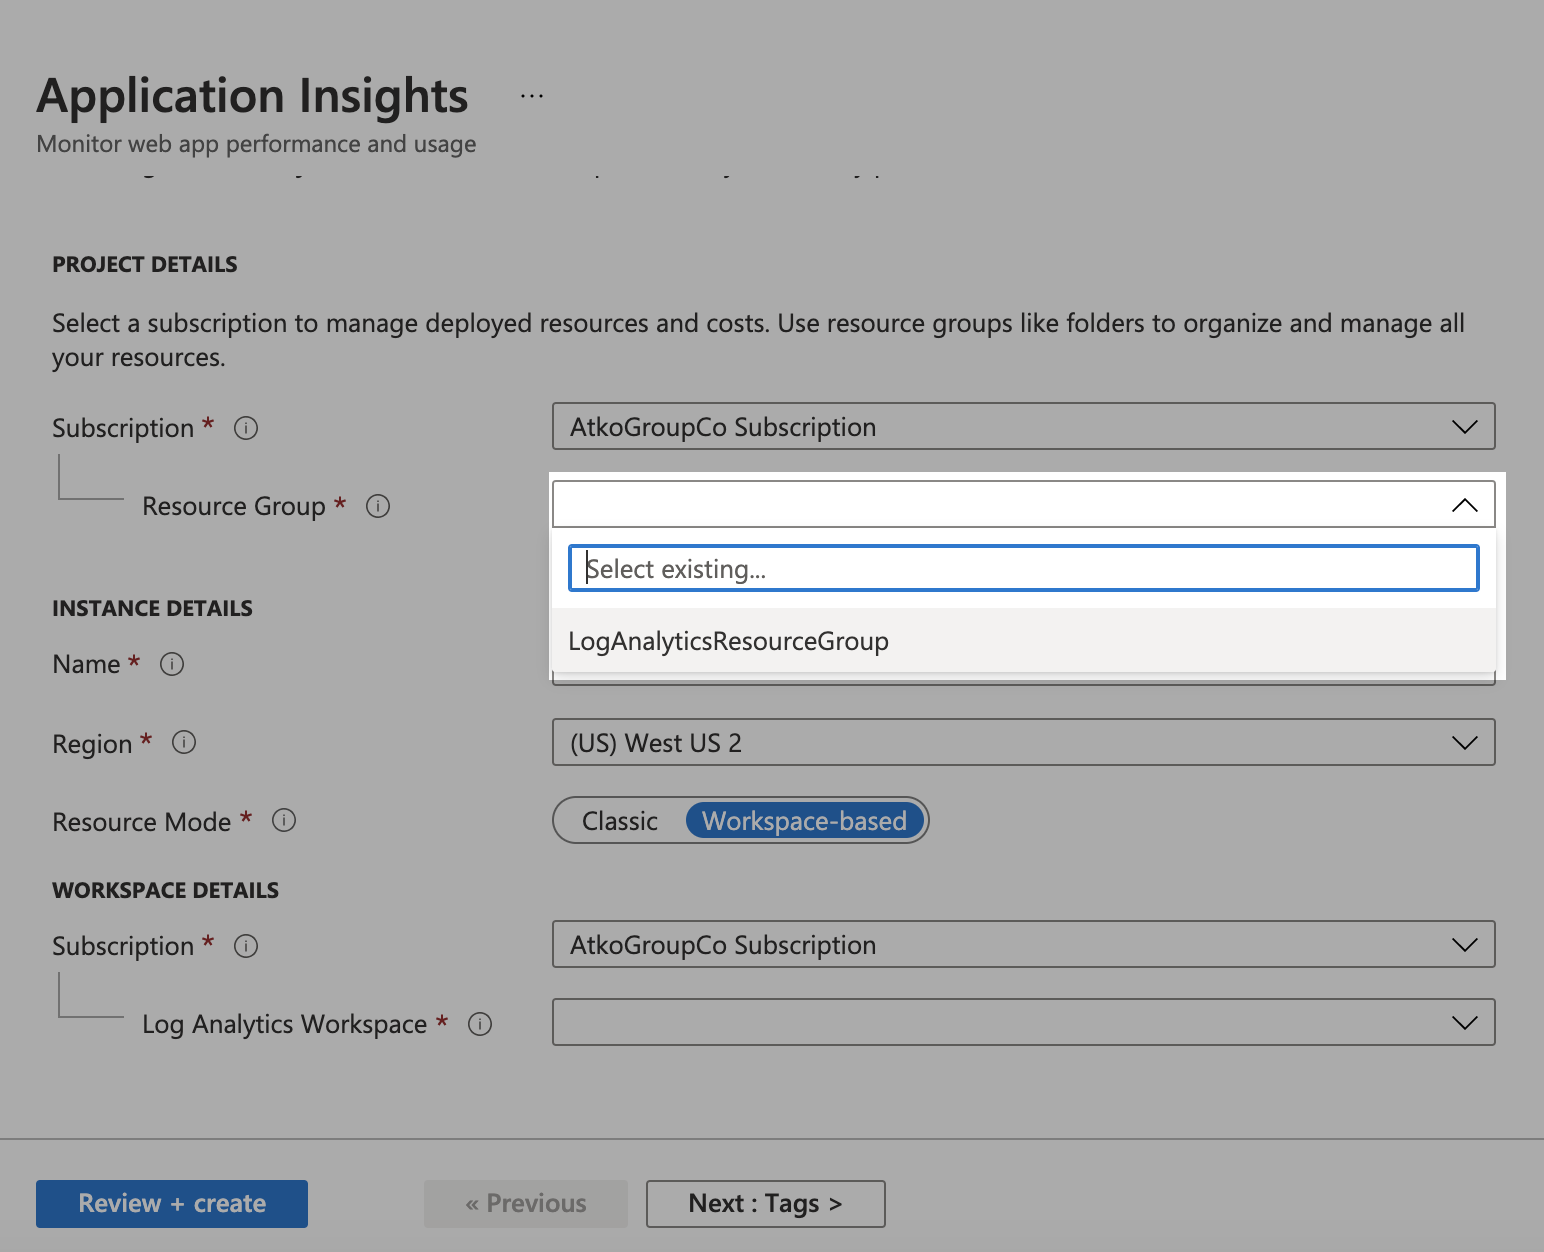 Application Insights ...
Monitor web app performance and usage
PROJECT DETAILS
Select a subscription to manage deployed resources and costs. Use resource groups like folders to organize and manage all
your resources.
Subscription *
AtkoGroupCo Subscription
Resource Group *
Select existing...
LogAnalyticsResourceGroup
INSTANCE DETAILS
Name *
Region *
(US) West US 2
Resource Mode *
Classic
Workspace-based
WORKSPACE DETAILS
Subscription *
AtkoGroupCo Subscription
Log Analytics Workspace *
Review + create
« Previous
Next : Tags >